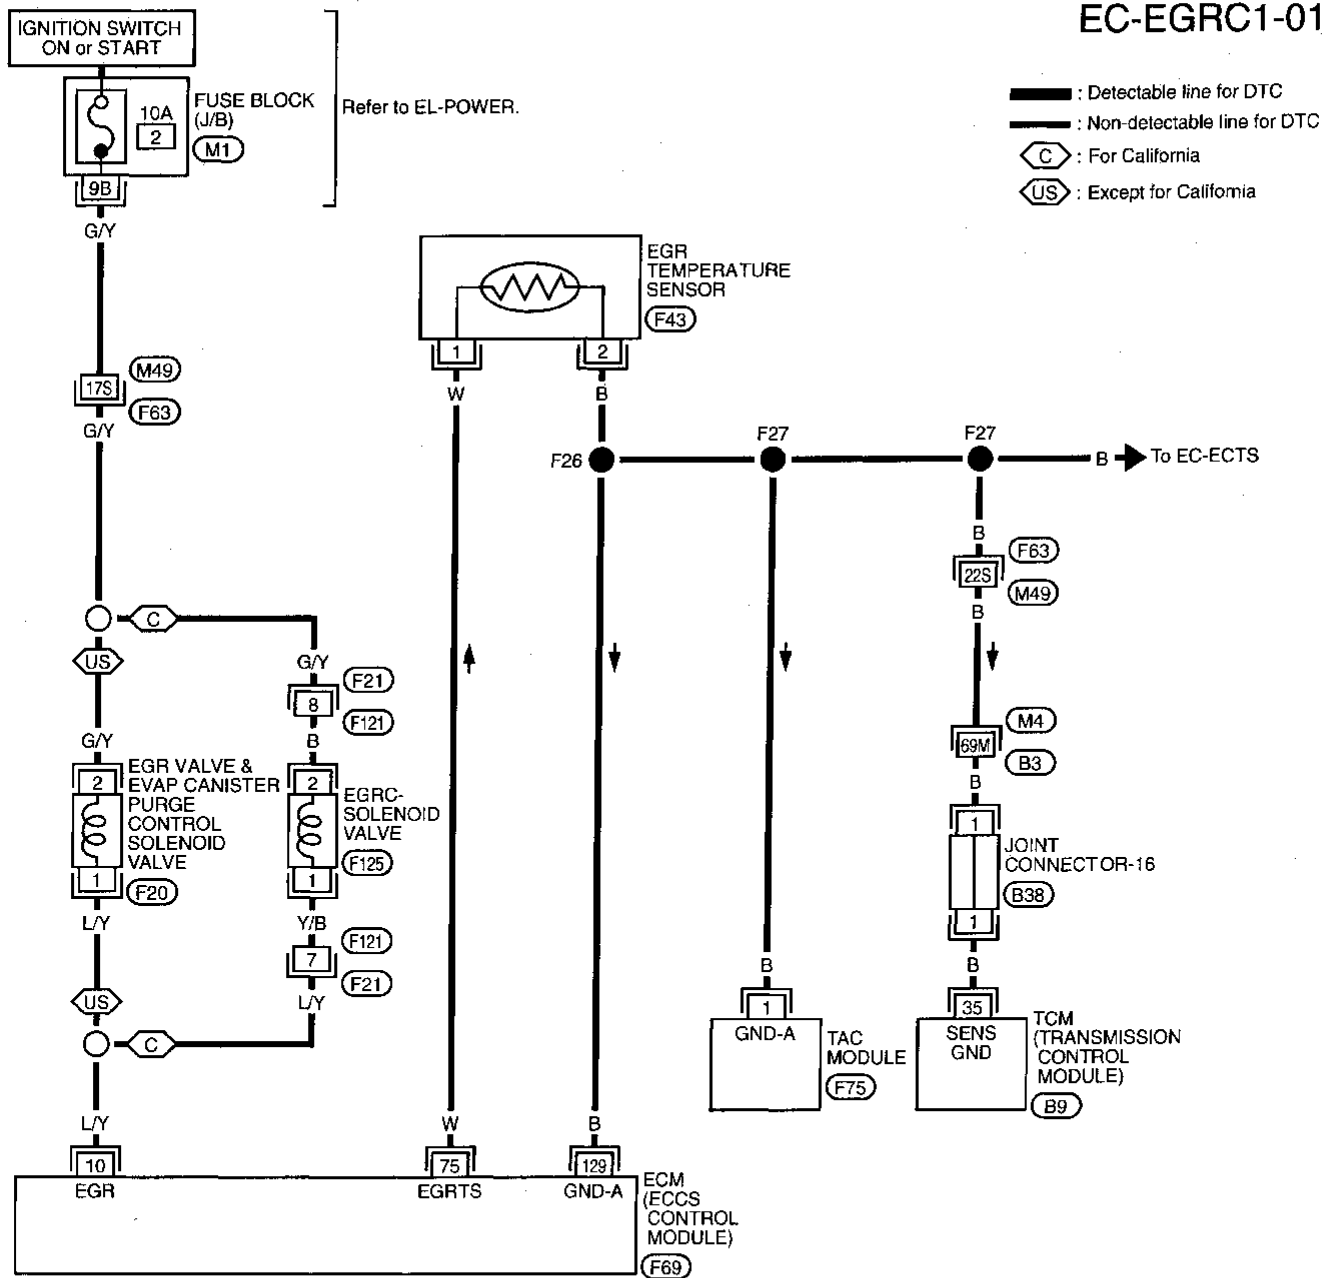 EC-EGRC1-01
IGNITION SWITCH
ON or START
10A
2
FUSE BLOCK
(J/B)
M1
Refer to EL-POWER.
: Detectable line for DTC
: Non-detectable line for DTC
C : For California
US : Except for California
9B
G/Y
EGR
TEMPERATURE
SENSOR
F43
1
2
W
B
17S
M49
F63
G/Y
F26
F27
F27
B
To EC-ECTS
B
22S
F63
M49
B
C
US
G/Y
8
F21
F121
G/Y
B
M4
69M
B3
B
2
EGR VALVE &
EVAP CANISTER
PURGE
CONTROL
SOLENOID
VALVE
1
F20
2
EGRC-
SOLENOID
VALVE
F125
1
1
JOINT
CONNECTOR-16
B38
1
L/Y
Y/B
F121
7
F21
L/Y
US
C
B
B
1
GND-A
TAC
MODULE
F75
35
SENS
GND
TCM
(TRANSMISSION
CONTROL
MODULE)
B9
L/Y
W
B
10
75
129
EGR
EGRTS
GND-A
ECM
(ECCS
CONTROL
MODULE)
F69